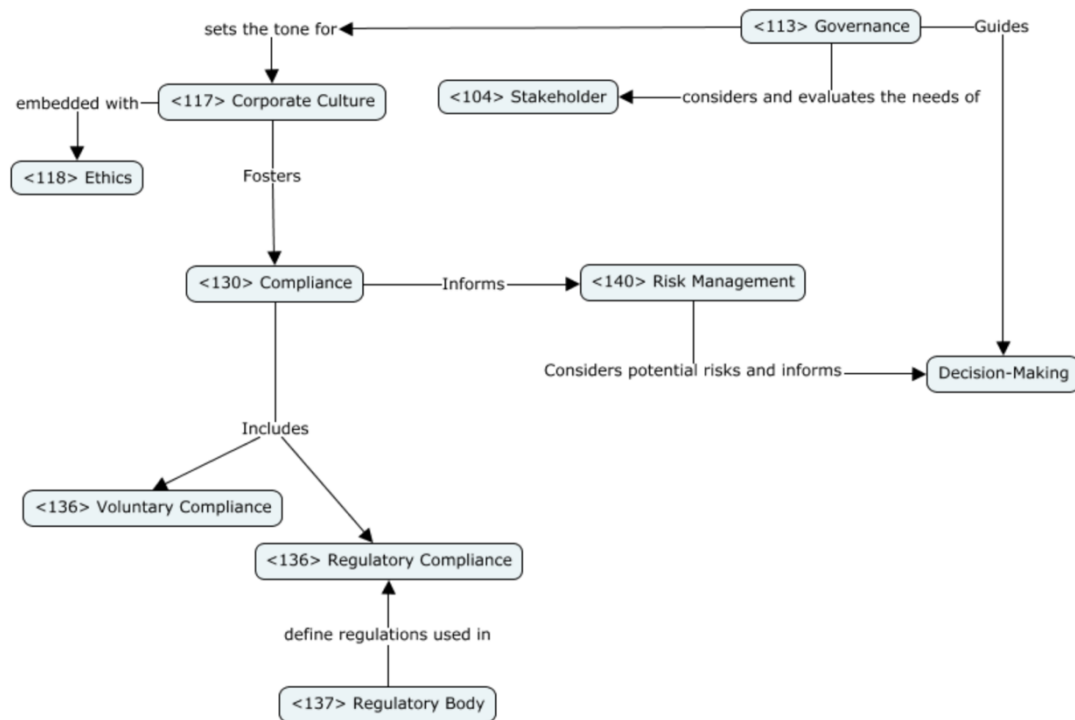 <113> Governance
sets the tone for
Guides
<117> Corporate Culture
<104> Stakeholder
considers and evaluates the needs of
embedded with
<118> Ethics
Fosters
<130> Compliance
Informs
<140> Risk Management
Considers potential risks and informs
Decision-Making
Includes
<136> Voluntary Compliance
<136> Regulatory Compliance
define regulations used in
<137> Regulatory Body